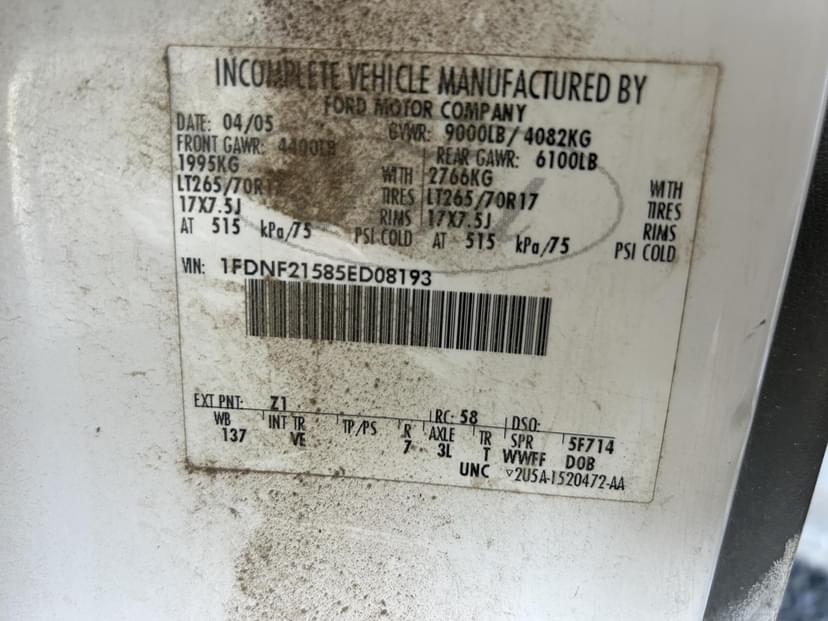 INCOMPLETE VEHICLE MANUFACTURED BY
FORD MOTOR COMPANY
DATE: 04/05 GVWR: 9000LB/ 4082KG
FRONT GAWR: 4400LB REAR GAWR: 6100LB
1995KG WITH 2766KG WITH
LT265/70R17 TIRES LT265/70R17 TIRES
17X7.5J RIMS 17X7.5J RIMS
AT 515 kPa/75 PSI COLD AT 515 kPa/75 PSI COLD
VIN: 1FDNF21585ED08193
EXT PNT: Z1 RC: 58 DSO:
WB INT TR TP/PS R AXLE TR SPR 5F714
137 VE 7 3L T WWFF DOB
UNC ▽2U5A-1520472-AA